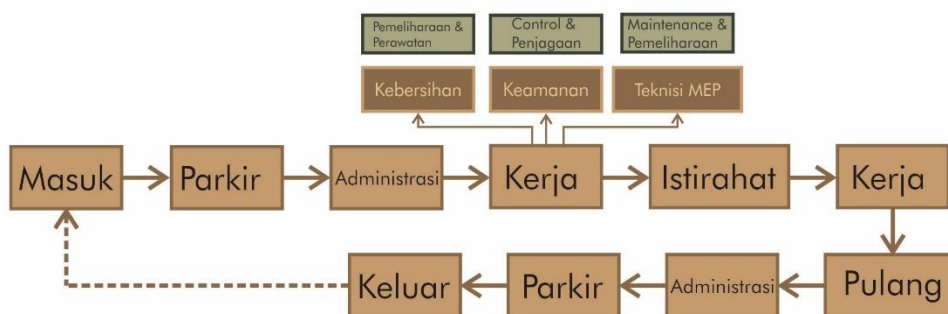 Pemeliharaan &
Perawatan
Control &
Penjagaan
Maintenance &
Pemeliharaan
Kebersihan
Keamanan
Teknisi MEP
Masuk
Parkir
Administrasi
Kerja
Istirahat
Kerja
Keluar
Parkir
Administrasi
Pulang